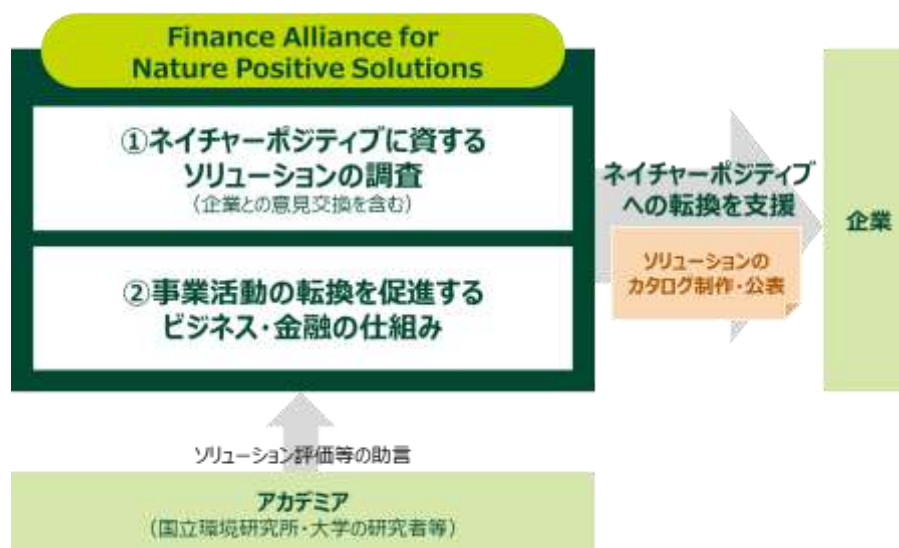 Finance Alliance for
Nature Positive Solutions
①ネイチャーポジティブに資する
ソリューションの調査
（企業との意見交換を含む）
②事業活動の転換を促進する
ビジネス・金融の仕組み
ネイチャーポジティブ
への転換を支援
ソリューションの
カタログ制作・公表
企業
ソリューション評価等の助言
アカデミア
（国立環境研究所・大学の研究者等）